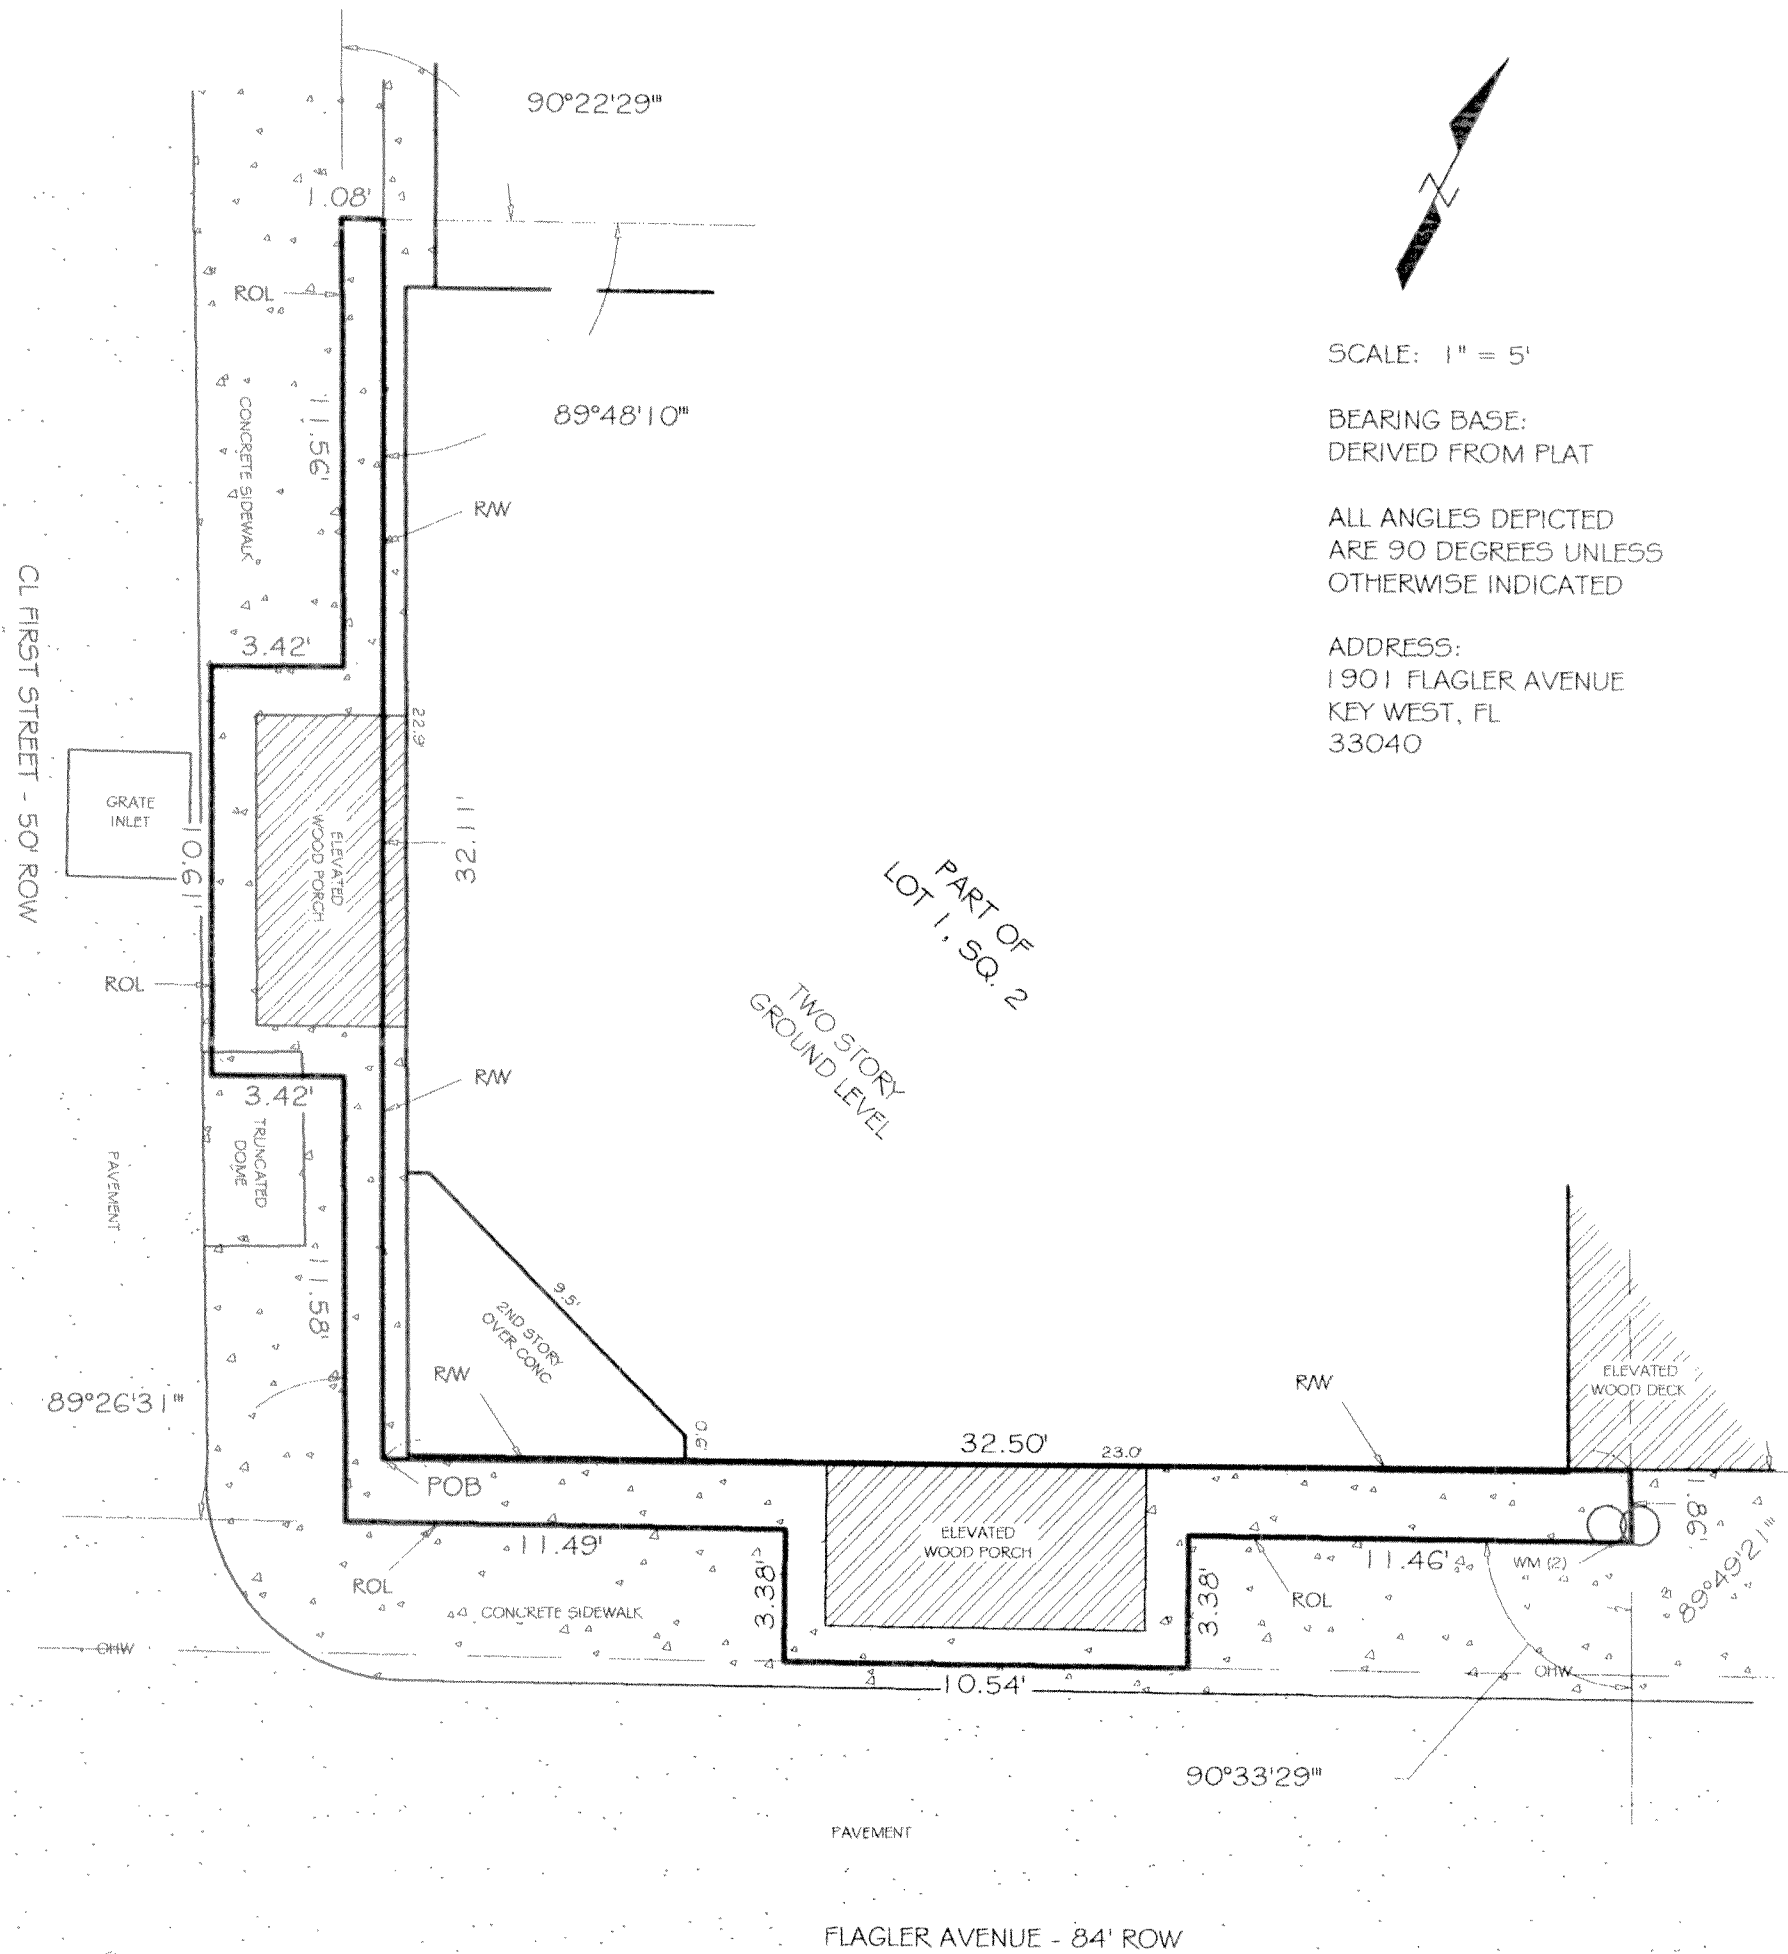 90°22'29'"
1.08'
ROL
11.56'
CONCRETE SIDEWALK
89°48'10'"
R/W
3.42'
22.9'
CL FIRST STREET - 50' ROW
GRATE
INLET
10.61'
ELEVATED
WOOD PORCH
32.11'
ROL
R/W
3.42'
TRUNCATED
DOME
PAVEMENT
11.58'
89°26'31'"
9.5'
2ND STORY
OVER CONC
R/W
0.6'
POB
PART OF
LOT 1, SQ. 2
TWO STORY
GROUND LEVEL
SCALE: 1" = 5'
BEARING BASE:
DERIVED FROM PLAT
ALL ANGLES DEPICTED
ARE 90 DEGREES UNLESS
OTHERWISE INDICATED
ADDRESS:
1901 FLAGLER AVENUE
KEY WEST, FL
33040
32.50'
23.0'
R/W
ELEVATED
WOOD DECK
1.86'
89°49'21'"
11.49'
ROL
CONCRETE SIDEWALK
OHW
3.38'
ELEVATED
WOOD PORCH
3.38'
11.46'
WM (2)
ROL
OHW
10.54'
90°33'29'"
PAVEMENT
FLAGLER AVENUE - 84' ROW
N